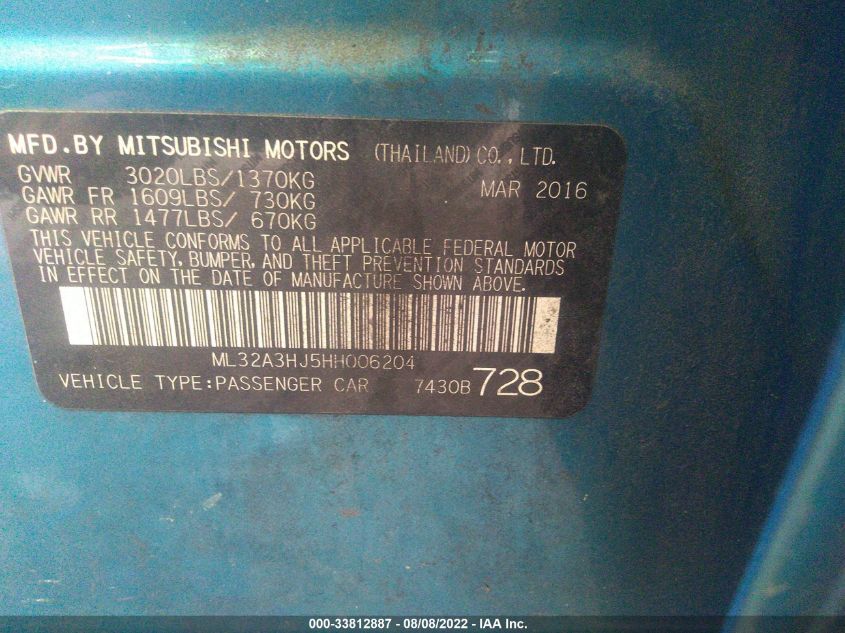 MFD.BY MITSUBISHI MOTORS (THAILAND)CO.,LTD.
GVWR 3020LBS/1370KG MAR 2016
GAWR FR 1609LBS/ 730KG
GAWR RR 1477LBS/ 670KG
THIS VEHICLE CONFORMS TO ALL APPLICABLE FEDERAL MOTOR
VEHICLE SAFETY, BUMPER, AND THEFT PREVENTION STANDARDS
IN EFFECT ON THE DATE OF MANUFACTURE SHOWN ABOVE.
ML32A3HJ5HH006204
VEHICLE TYPE:PASSENGER CAR 7430B 728
000-33812887 - 08/08/2022 - IAA Inc.